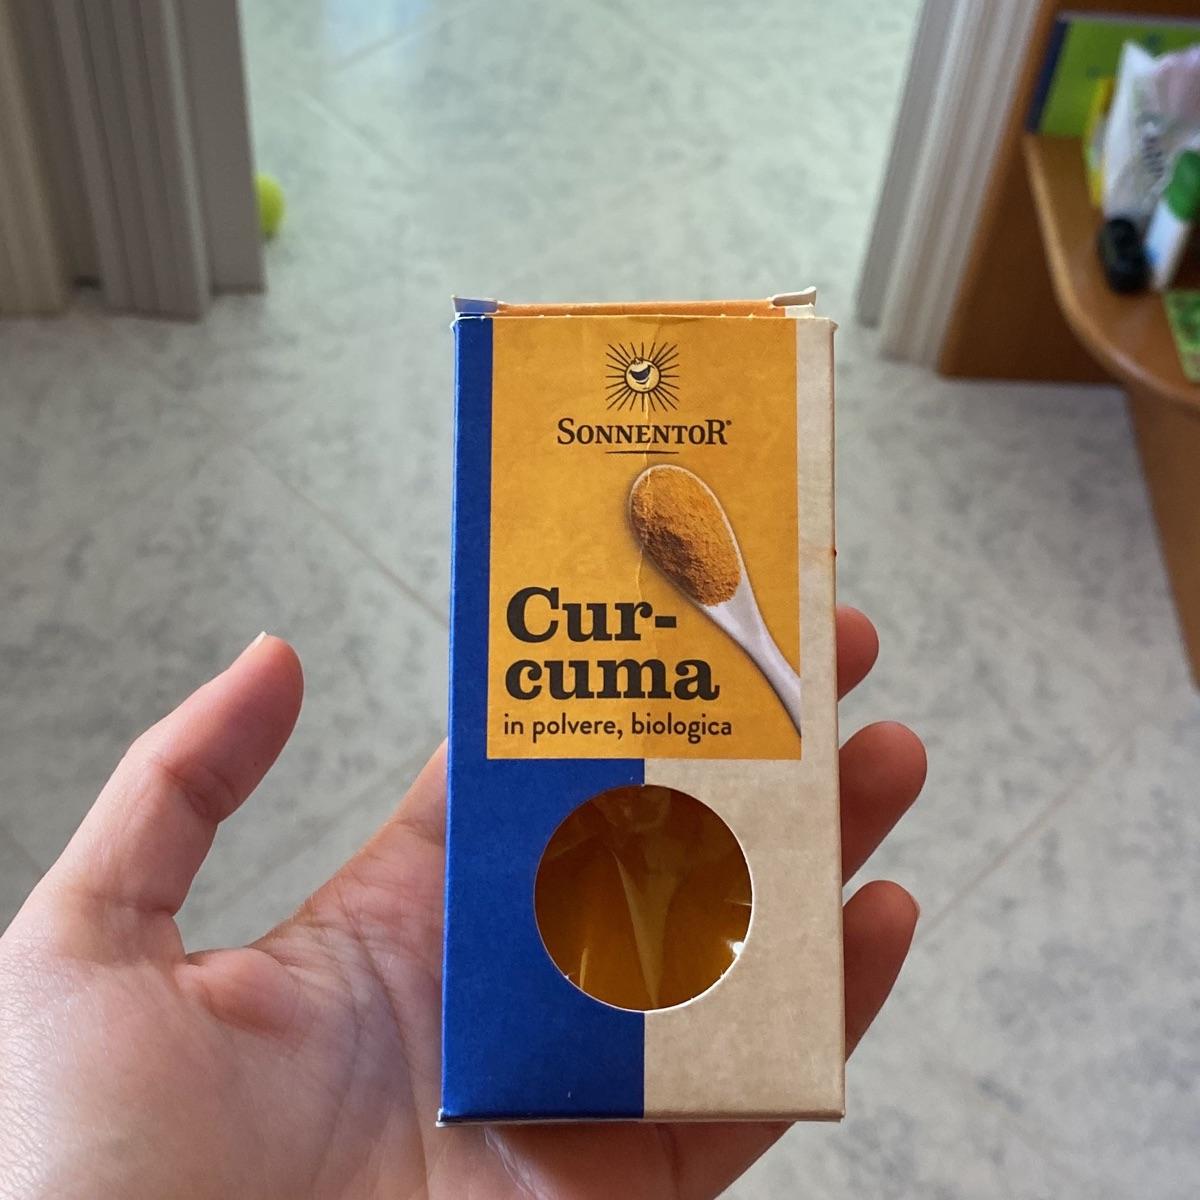 SONNENTOR®
Cur-
cuma
in polvere, biologica